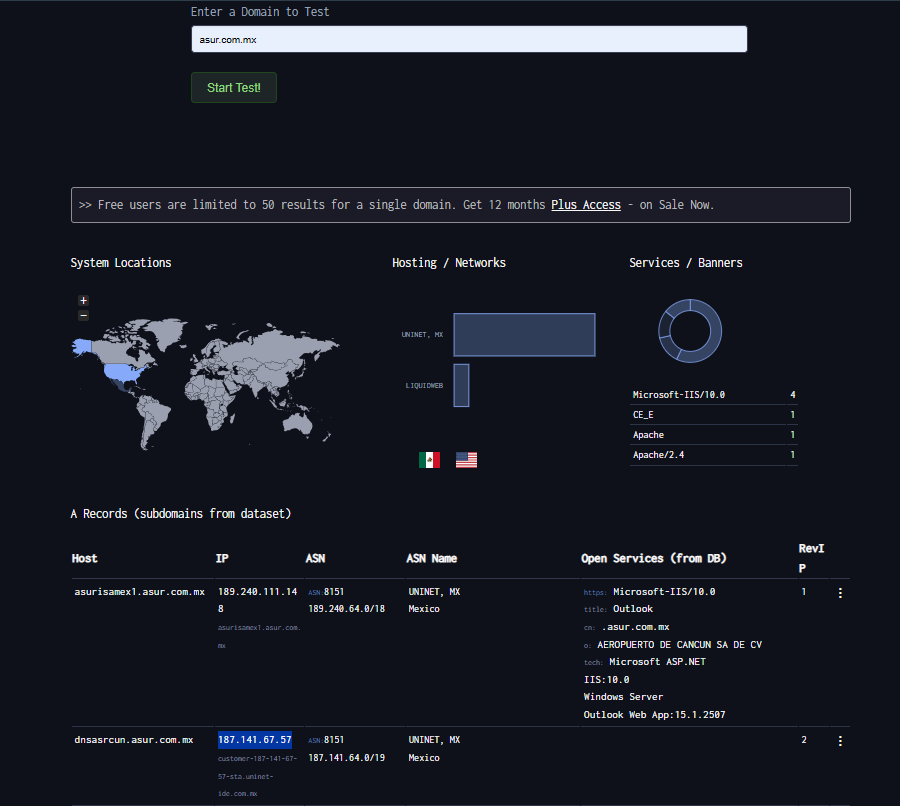 Enter a Domain to Test
asur.com.mx
Start Test!
>> Free users are limited to 50 results for a single domain. Get 12 months Plus Access - on Sale Now.
System Locations
+
−
Hosting / Networks
UNINET, MX
LIQUIDWEB
Services / Banners
Microsoft-IIS/10.0 4
CE_E 1
Apache 1
Apache/2.4 1
A Records (subdomains from dataset)
Host IP ASN ASN Name Open Services (from DB) RevI
P
asurisamex1.asur.com.mx 189.240.111.14 ASN:8151 UNINET, MX https: Microsoft-IIS/10.0 1
8 189.240.64.0/18 Mexico title: Outlook
asurisamex1.asur.com. cn: .asur.com.mx
mx o: AEROPUERTO DE CANCUN SA DE CV
tech: Microsoft ASP.NET
IIS:10.0
Windows Server
Outlook Web App:15.1.2507
dnsasrcun.asur.com.mx 187.141.67.57 ASN:8151 UNINET, MX 2
customer-187-141-67- 187.141.64.0/19 Mexico
57-sta.uninet-
ide.com.mx